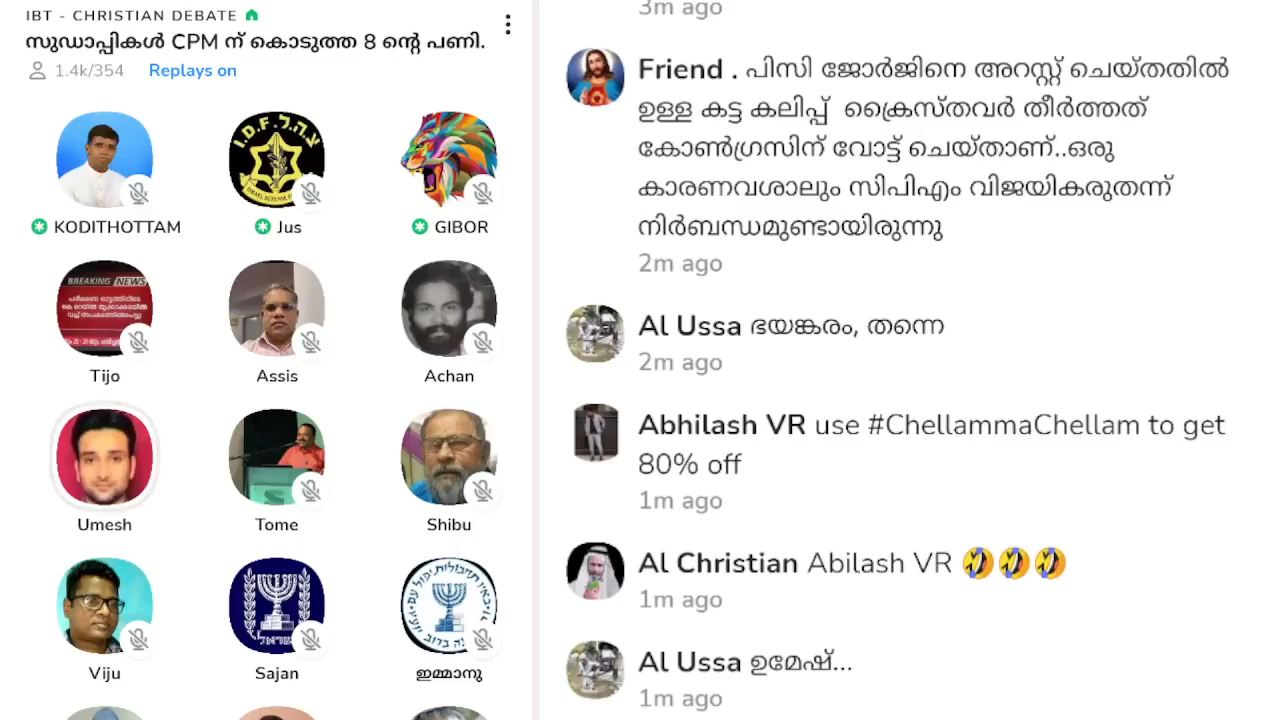 IBT - CHRISTIAN DEBATE
സുഡാപ്പികൾ CPM ന് കൊടുത്ത 8 ന്റെ പണി.
1.4k/354 Replays on
צ.ה.ל. I.D.F.
KODITHOTTAM Jus GIBOR
BREAKING NEWS
Tijo Assis Achan
Umesh Tome Shibu
ישראל
Viju Sajan ഇമ്മാനു
3m ago
Friend . പിസി ജോർജിനെ അറസ്റ്റ് ചെയ്തതിൽ
ഉള്ള കട്ട കലിപ്പ് ക്രൈസ്തവർ തീർത്തത്
കോൺഗ്രസിന് വോട്ട് ചെയ്താണ്..ഒരു
കാരണവശാലും സിപിഎം വിജയികരുതന്ന്
നിർബന്ധമുണ്ടായിരുന്നു
2m ago
Al Ussa ഭയങ്കരം, തന്നെ
2m ago
Abhilash VR use #ChellammaChellam to get
80% off
1m ago
Al Christian Abilash VR 🤣🤣🤣
1m ago
Al Ussa ഉമേഷ്...
1m ago